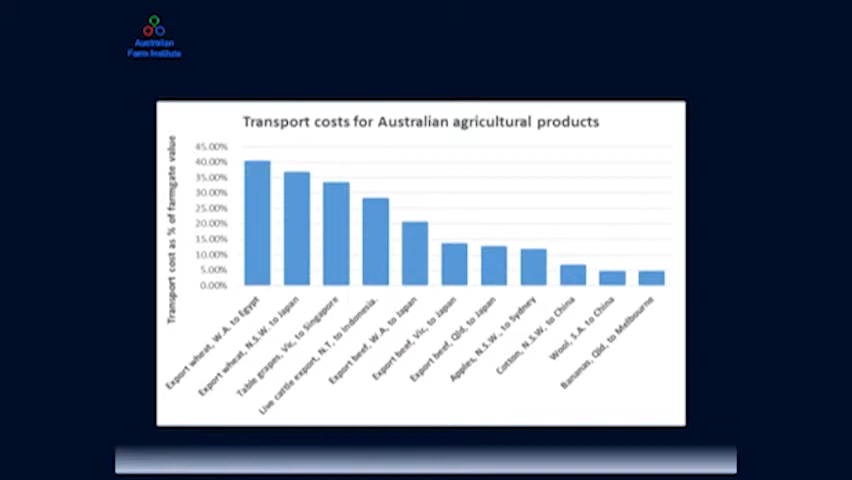 Australian
Farm Institute
Transport costs for Australian agricultural products
Transport cost as % of farmgate value
45.00%
40.00%
35.00%
30.00%
25.00%
20.00%
15.00%
10.00%
5.00%
0.00%
Export wheat, W.A. to Egypt
Export wheat, N.S.W. to Japan
Table grapes, Vic, to Singapore
Live cattle export, N.T, to Indonesia.
Export beef, W.A, to Japan
Export beef, Vic, to Japan
Export beef, Qld, to Japan
Apples, N.S.W., to Sydney
Cotton, N.S.W., to China
Wool, S.A. to China
Bananas, Qld, to Melbourne